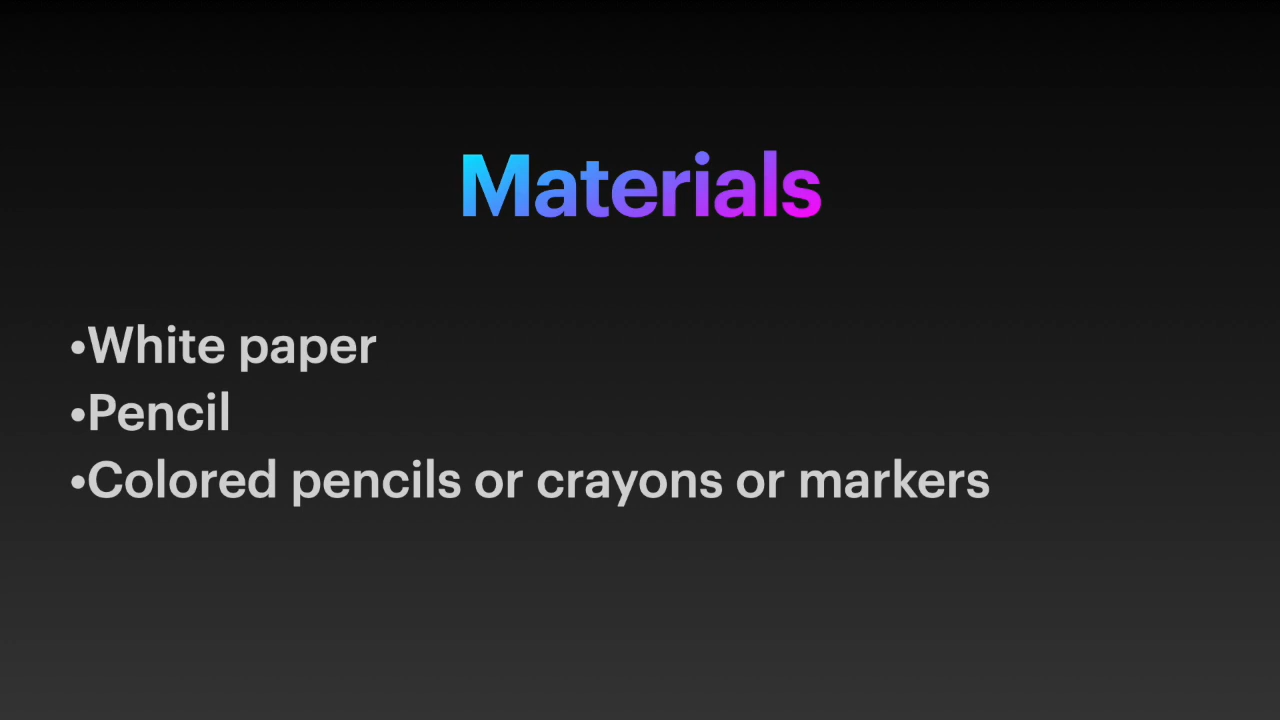 Materials
•White paper
•Pencil
•Colored pencils or crayons or markers